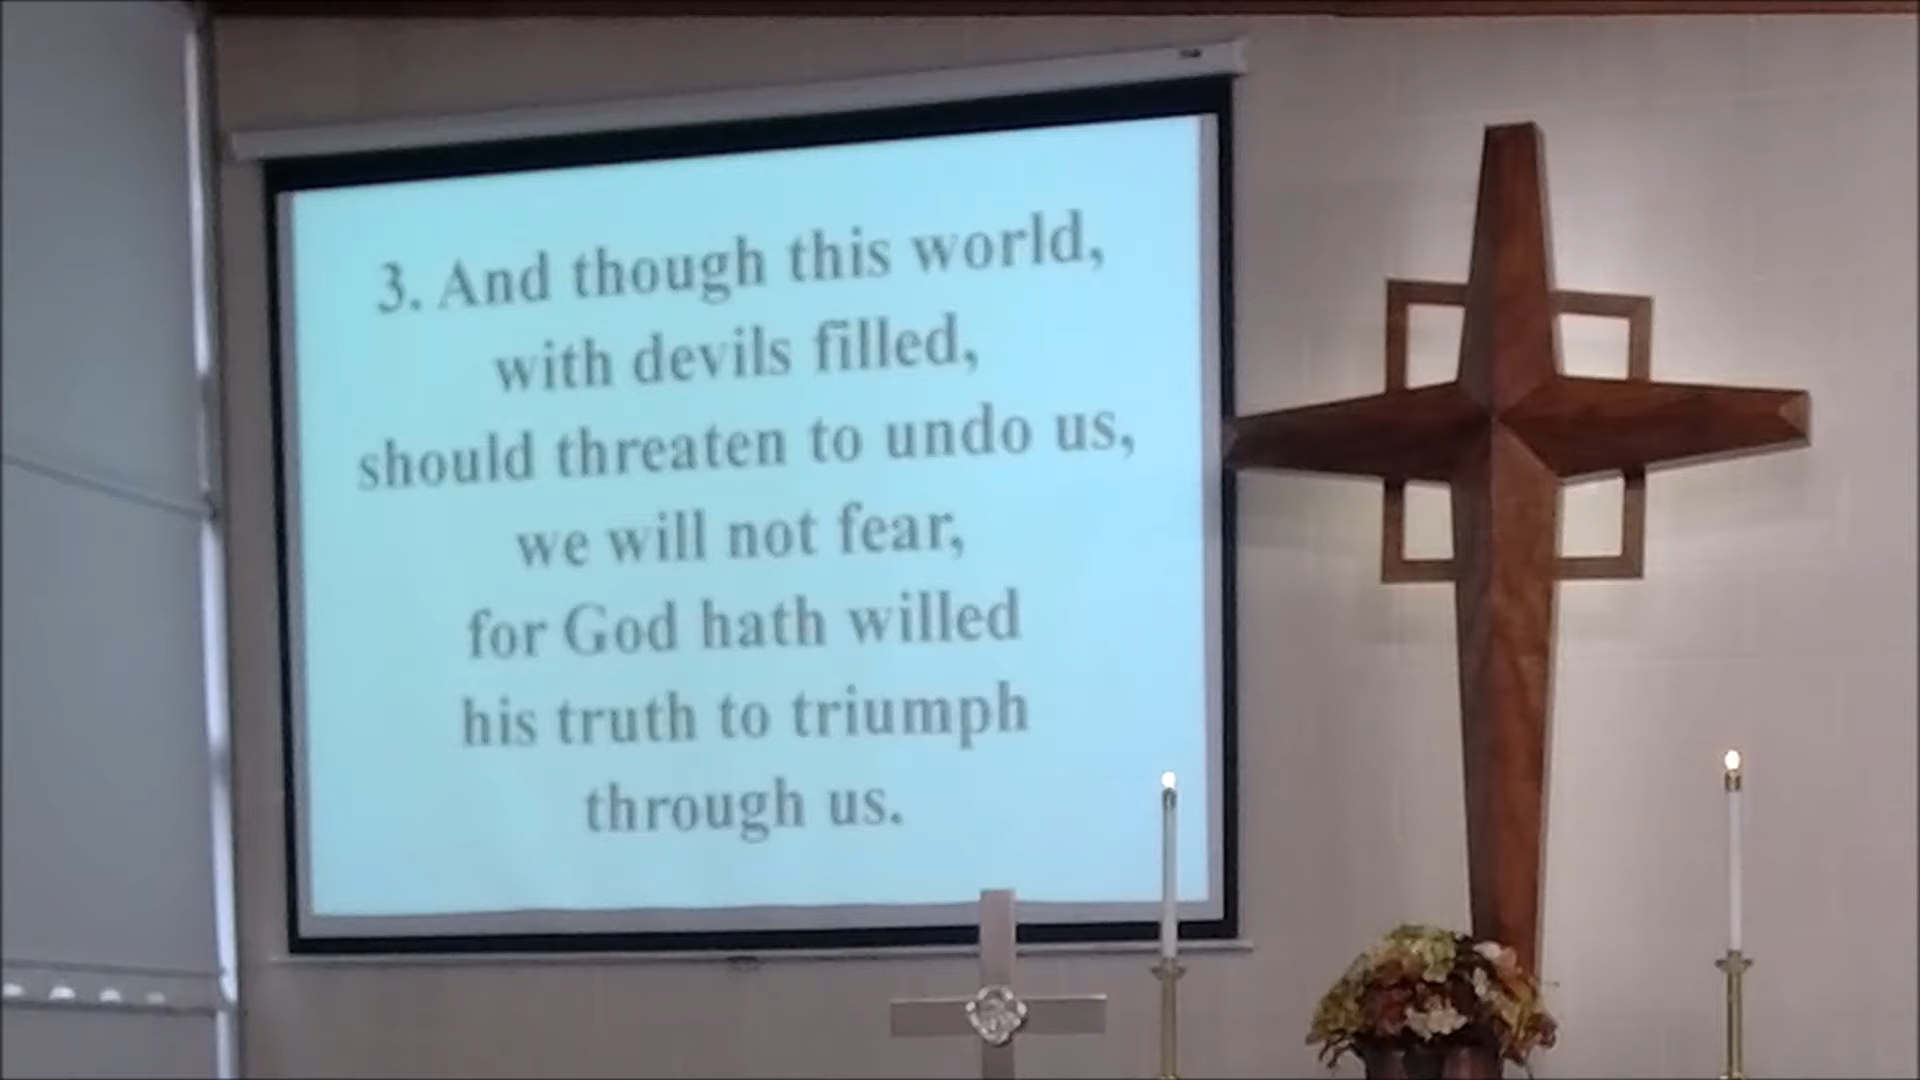 3. And though this world,
with devils filled,
should threaten to undo us,
we will not fear,
for God hath willed
his truth to triumph
through us.